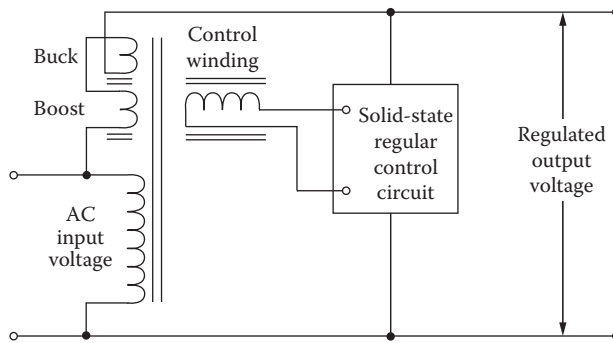 Buck
Boost
Control
winding
AC
input
voltage
Solid-state
regular
control
circuit
Regulated
output
voltage